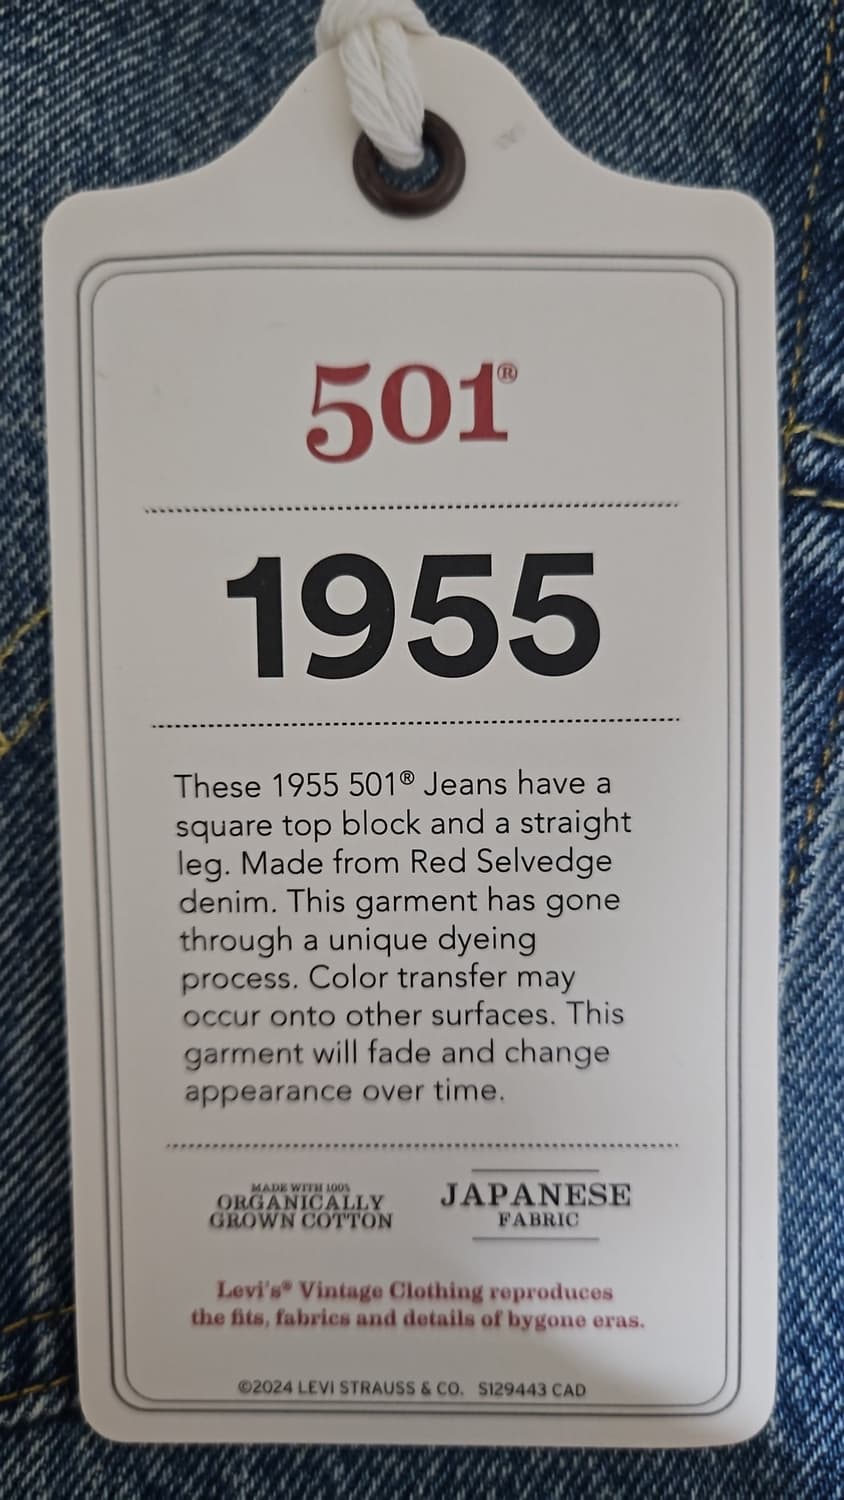 501®
1955
These 1955 501® Jeans have a
square top block and a straight
leg. Made from Red Selvedge
denim. This garment has gone
through a unique dyeing
process. Color transfer may
occur onto other surfaces. This
garment will fade and change
appearance over time.
MADE WITH 100%
ORGANICALLY
GROWN COTTON
JAPANESE
FABRIC
Levi's® Vintage Clothing reproduces
the fits, fabrics and details of bygone eras.
©2024 LEVI STRAUSS & CO. S129443 CAD